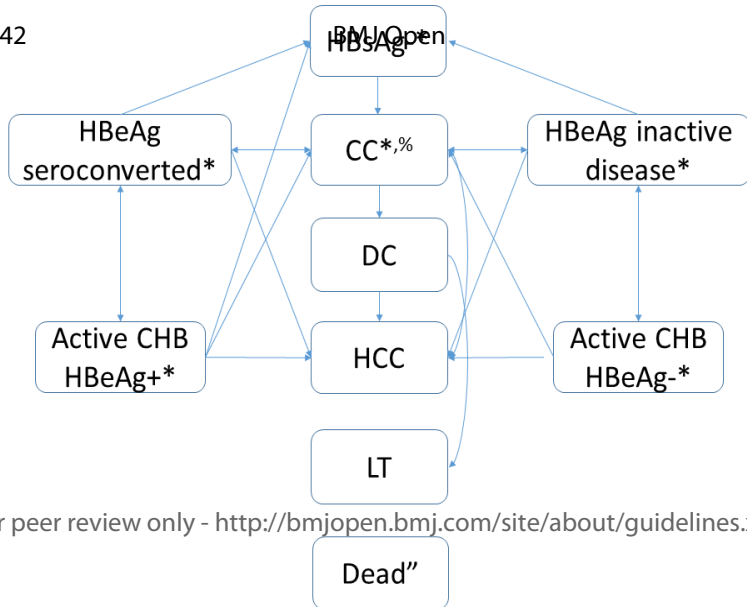 42
BMJ Open
HBsAg-*
HBeAg
seroconverted*
CC*,%
HBeAg inactive
disease*
DC
Active CHB
HBeAg+*
HCC
Active CHB
HBeAg-*
LT
r peer review only - http://bmjopen.bmj.com/site/about/guidelines.
Dead”